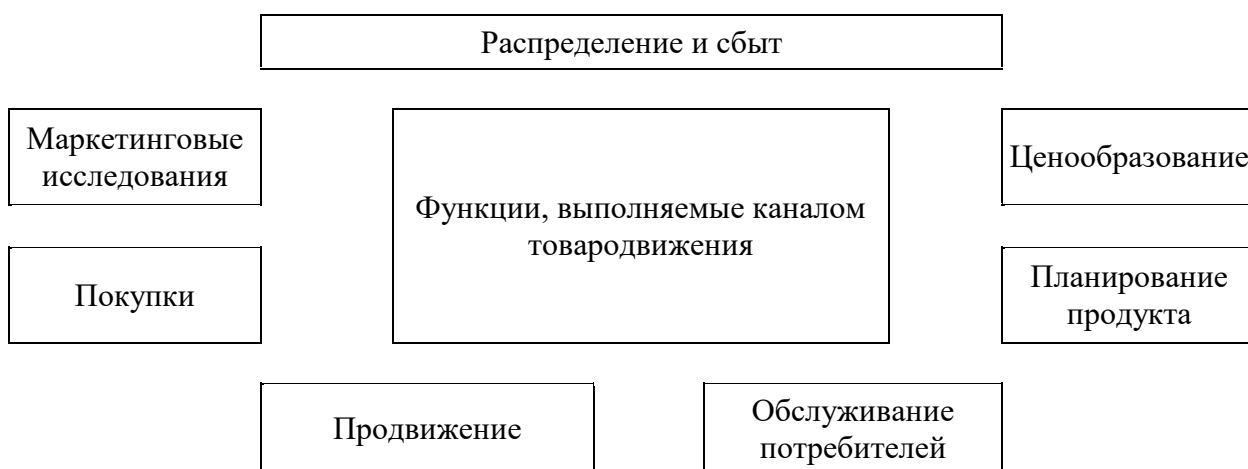 Распределение и сбыт
Маркетинговые
исследования
Функции, выполняемые каналом
товародвижения
Ценообразование
Покупки
Планирование
продукта
Продвижение
Обслуживание
потребителей